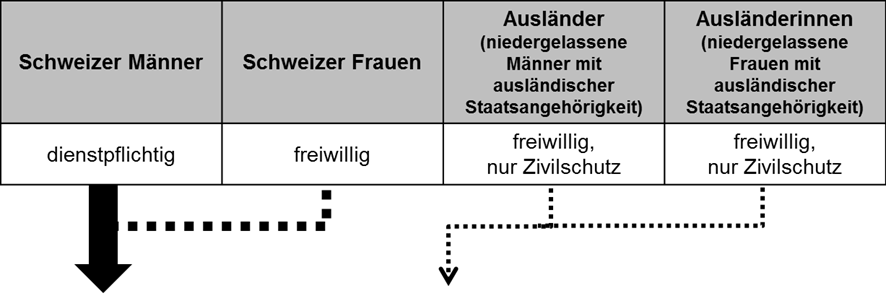 Schweizer Männer
Schweizer Frauen
Ausländer
(niedergelassene
Männer mit
ausländischer
Staatsangehörigkeit)
Ausländerinnen
(niedergelassene
Frauen mit
ausländischer
Staatsangehörigkeit)
dienstpflichtig
freiwillig
freiwillig,
nur Zivilschutz
freiwillig,
nur Zivilschutz